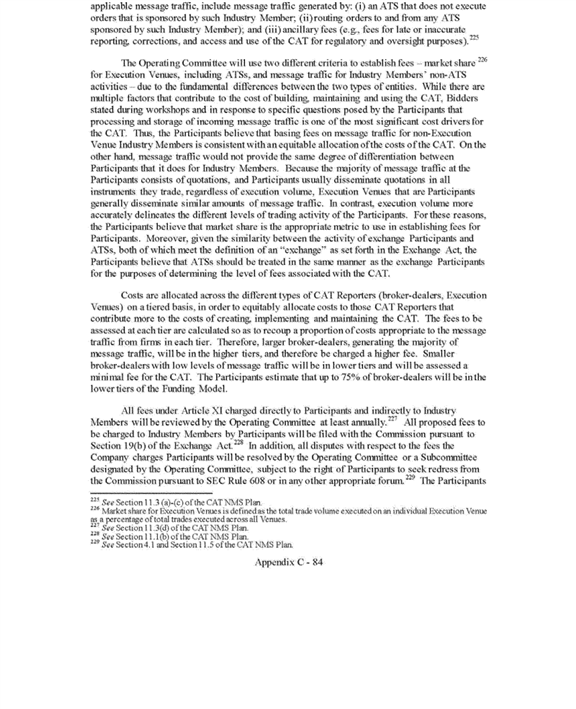 applicable message traffic, include message traffic generated by: (i) an ATS that does not execute
orders that is sponsored by such Industry Member; (ii) routing orders to and from any ATS
sponsored by such Industry Member); and (iii) ancillary fees (e.g., fees for late or inaccurate
reporting, corrections, and access and use of the CAT for regulatory and oversight purposes).225
The Operating Committee will use two different criteria to establish fees – market share 226
for Execution Venues, including ATSs, and message traffic for Industry Members' non-ATS
activities – due to the fundamental differences between the two types of entities. While there are
multiple factors that contribute to the cost of building, maintaining and using the CAT, Bidders
stated during workshops and in response to specific questions posed by the Participants that
processing and storage of incoming message traffic is one of the most significant cost drivers for
the CAT. Thus, the Participants believe that basing fees on message traffic for non-Execution
Venue Industry Members is consistent with an equitable allocation of the costs of the CAT. On the
other hand, message traffic would not provide the same degree of differentiation between
Participants that it does for Industry Members. Because the majority of message traffic at the
Participants consists of quotations, and Participants usually disseminate quotations in all
instruments they trade, regardless of execution volume, Execution Venues that are Participants
generally disseminate similar amounts of message traffic. In contrast, execution volume more
accurately delineates the different levels of trading activity of the Participants. For these reasons,
the Participants believe that market share is the appropriate metric to use in establishing fees for
Participants. Moreover, given the similarity between the activity of exchange Participants and
ATSs, both of which meet the definition of an "exchange" as set forth in the Exchange Act, the
Participants believe that ATSs should be treated in the same manner as the exchange Participants
for the purposes of determining the level of fees associated with the CAT.
Costs are allocated across the different types of CAT Reporters (broker-dealers, Execution
Venues) on a tiered basis, in order to equitably allocate costs to those CAT Reporters that
contribute more to the costs of creating, implementing and maintaining the CAT. The fees to be
assessed at each tier are calculated so as to recoup a proportion of costs appropriate to the message
traffic from firms in each tier. Therefore, larger broker-dealers, generating the majority of
message traffic, will be in the higher tiers, and therefore be charged a higher fee. Smaller
broker-dealers with low levels of message traffic will be in lower tiers and will be assessed a
minimal fee for the CAT. The Participants estimate that up to 75% of broker-dealers will be in the
lower tiers of the Funding Model.
All fees under Article XI charged directly to Participants and indirectly to Industry
Members will be reviewed by the Operating Committee at least annually.227 All proposed fees to
be charged to Industry Members by Participants will be filed with the Commission pursuant to
Section 19(b) of the Exchange Act.228 In addition, all disputes with respect to the fees the
Company charges Participants will be resolved by the Operating Committee or a Subcommittee
designated by the Operating Committee, subject to the right of Participants to seek redress from
the Commission pursuant to SEC Rule 608 or in any other appropriate forum.229 The Participants
225 See Section 11.3 (a)-(c) of the CAT NMS Plan.
226 Market share for Execution Venues is defined as the total trade volume executed on an individual Execution Venue
as a percentage of total trades executed across all Venues.
227 See Section 11.3(d) of the CAT NMS Plan.
228 See Section 11.1(b) of the CAT NMS Plan.
229 See Section 4.1 and Section 11.5 of the CAT NMS Plan.
Appendix C - 84